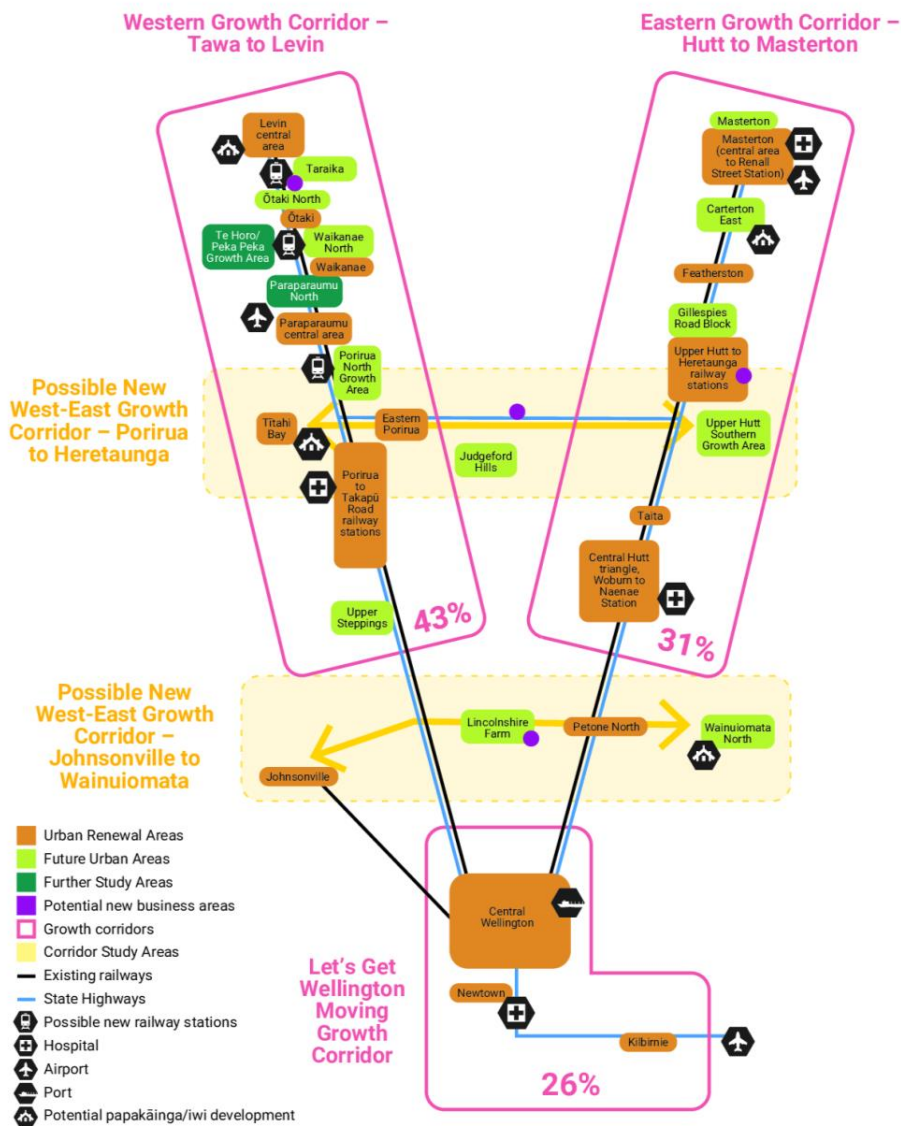 Western Growth Corridor –
Tawa to Levin
Eastern Growth Corridor –
Hutt to Masterton
Levin
central
area
Taraika
Ōtaki North
Ōtaki
Te Horo/
Peka Peka
Growth Area
Waikanae
North
Waikanae
Paraparaumu
North
Paraparaumu
central area
Porirua
North
Growth
Area
Masterton
Masterton
(central area
to Renall
Street Station)
Carterton
East
Featherston
Gillespies
Road Block
Upper Hutt to
Heretaunga
railway
stations
Possible New
West-East Growth
Corridor – Porirua
to Heretaunga
Tītahi
Bay
Eastern
Porirua
Judgeford
Hills
Upper Hutt
Southern
Growth Area
Porirua
to
Takapū
Road
railway
stations
Taita
Central Hutt
triangle,
Woburn to
Naenae
Station
Upper
Steppings
43%
31%
Possible New
West-East Growth
Corridor –
Johnsonville to
Wainuiomata
Lincolnshire
Farm
Petone North
Wainuiomata
North
Johnsonville
Urban Renewal Areas
Future Urban Areas
Further Study Areas
Potential new business areas
Growth corridors
Corridor Study Areas
Existing railways
State Highways
Possible new railway stations
Hospital
Airport
Port
Potential papakāinga/iwi development
Central
Wellington
Let's Get
Wellington
Moving
Growth
Corridor
Newtown
Kilbirnie
26%